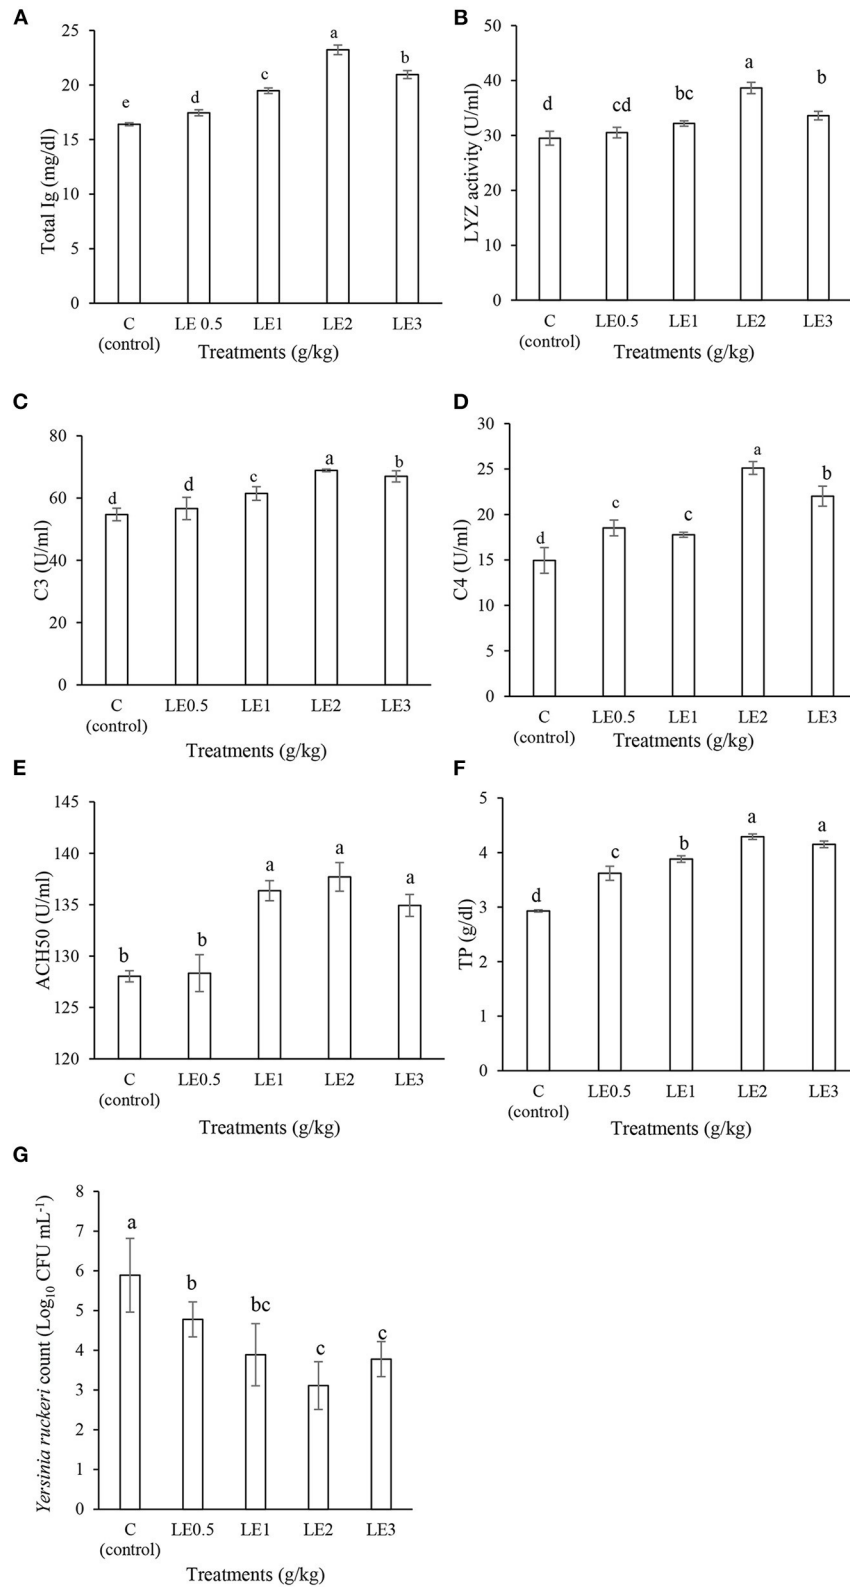 A
25
20
15
10
5
0
Total Ig (mg/dl)
e
d
c
a
b
C
(control)
LE 0.5
LE1
LE2
LE3
Treatments (g/kg)
B
50
40
30
20
10
0
LYZ activity (U/ml)
d
cd
bc
a
b
C
(control)
LE0.5
LE1
LE2
LE3
Treatments (g/kg)
C
80
60
40
20
0
C3 (U/ml)
d
d
c
a
b
C
(control)
LE0.5
LE1
LE2
LE3
Treatments (g/kg)
D
30
25
20
15
10
5
0
C4 (U/ml)
d
c
c
a
b
C
(control)
LE0.5
LE1
LE2
LE3
Treatments (g/kg)
E
145
140
135
130
125
120
ACH50 (U/ml)
b
b
a
a
a
C
(control)
LE0.5
LE1
LE2
LE3
Treatments (g/kg)
F
5
4
3
2
1
0
TP (g/dl)
d
c
b
a
a
C
(control)
LE0.5
LE1
LE2
LE3
Treatments (g/kg)
G
8
7
6
5
4
3
2
1
0
Yersinia ruckeri count (Log₁₀ CFU mL⁻¹)
a
b
bc
c
c
C
(control)
LE0.5
LE1
LE2
LE3
Treatments (g/kg)